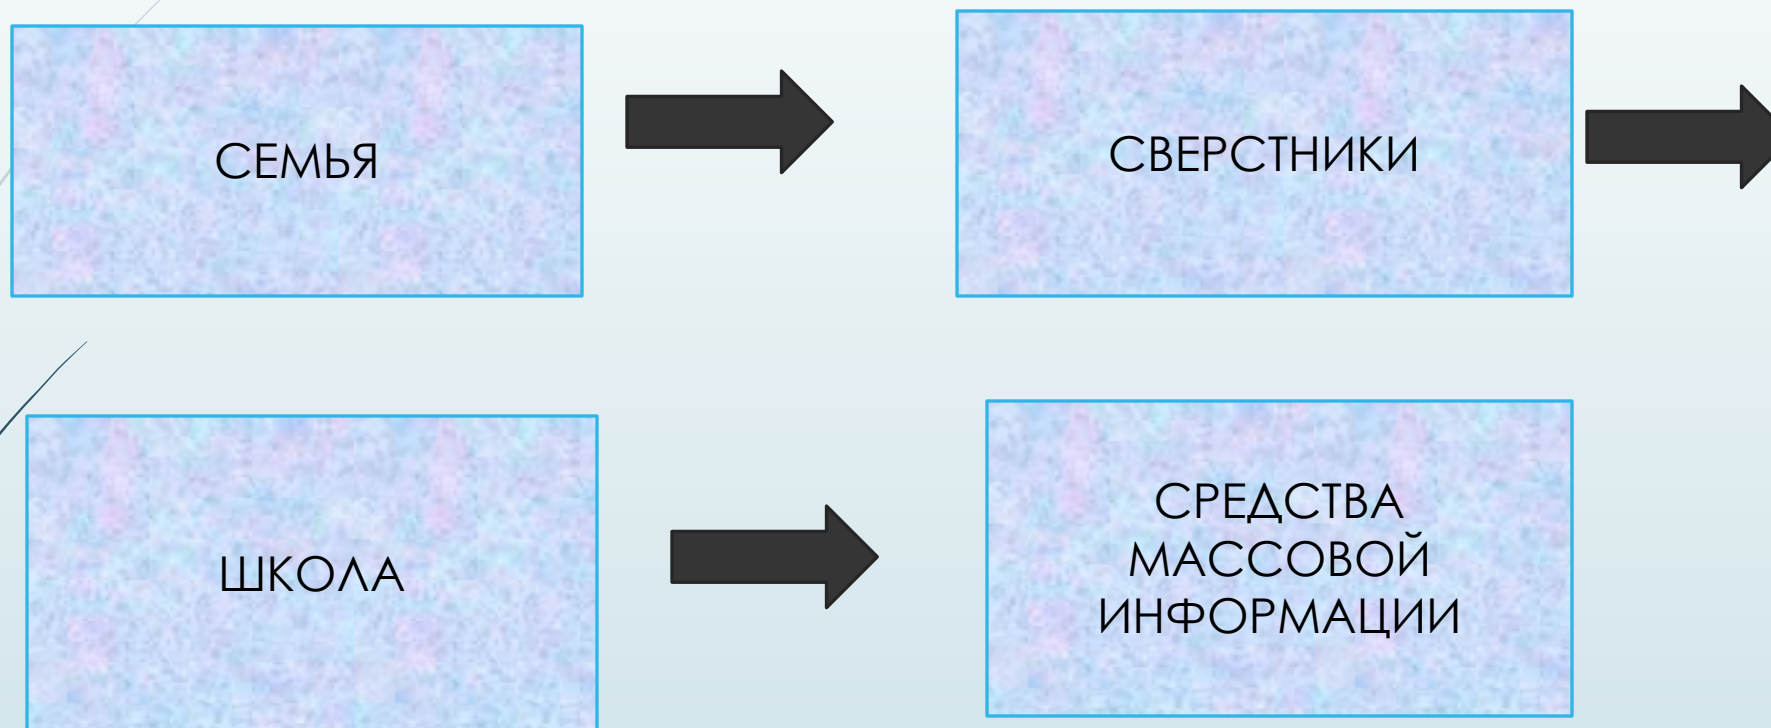 СЕМЬЯ
СВЕРСТНИКИ
ШКОЛА
СРЕДСТВА
МАССОВОЙ
ИНФОРМАЦИИ